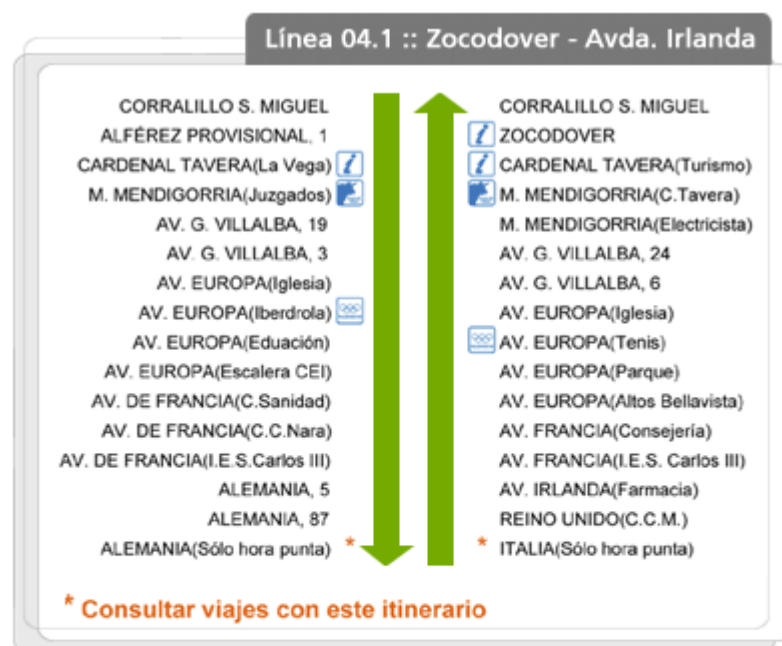 Línea 04.1 :: Zocodover - Avda. Irlanda
CORRALILLO S. MIGUEL
ALFÉREZ PROVISIONAL, 1
CARDENAL TAVERA(La Vega)
M. MENDIGORRIA(Juzgados)
AV. G. VILLALBA, 19
AV. G. VILLALBA, 3
AV. EUROPA(Iglesia)
AV. EUROPA(Iberdrola)
AV. EUROPA(Eduación)
AV. EUROPA(Escalera CEI)
AV. DE FRANCIA(C.Sanidad)
AV. DE FRANCIA(C.C.Nara)
AV. DE FRANCIA(I.E.S.Carlos III)
ALEMANIA, 5
ALEMANIA, 87
ALEMANIA(Sólo hora punta) *
CORRALILLO S. MIGUEL
i ZOCODOVER
i CARDENAL TAVERA(Turismo)
M. MENDIGORRIA(C.Tavera)
M. MENDIGORRIA(Electricista)
AV. G. VILLALBA, 24
AV. G. VILLALBA, 6
AV. EUROPA(Iglesia)
AV. EUROPA(Tenis)
AV. EUROPA(Parque)
AV. EUROPA(Altos Bellavista)
AV. FRANCIA(Consejería)
AV. FRANCIA(I.E.S. Carlos III)
AV. IRLANDA(Farmacia)
REINO UNIDO(C.C.M.)
* ITALIA(Sólo hora punta)
* Consultar viajes con este itinerario